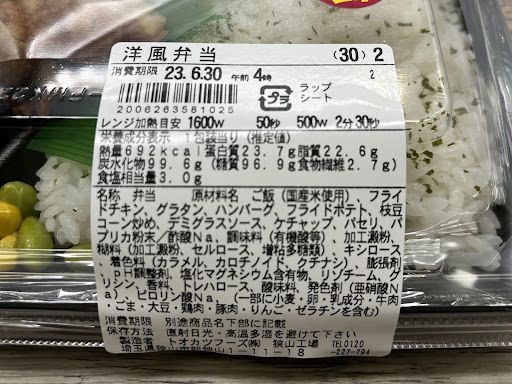 洋風弁当 (30) 2
消費期限 23.6.30 午前 4時 2
プラ
ラップ
シート
2006263581025
レンジ加熱目安 1600W 50秒 500W 2分30秒
栄養成分表示 1包装当り (推定値)
熱量692kcal蛋白質23.7g脂質22.6g
炭水化物99.6g(糖質96.9g食物繊維2.7g)
食塩相当量3.0g
名称 弁当 原材料名 ご飯(国産米使用) フライ
ドチキン, グラタン, ハンバーグ, フライドポテト, 枝豆
コーン炒め, デミグラスソース, ケチャップ, パセリ, パ
プリカ粉末, 酢酸Na, 調味料(有機酸等), 加工澱粉,
糊料(加工澱粉, セルロース, 増粘多糖類), キシロース
, 着色料(カラメル, カロチノイド, クチナシ), 膨張剤
, pH調整剤, 塩化マグネシウム含有物, リゾチーム, グ
リシン, 香料, トレハロース, 酸味料, 発色剤(亜硝酸N
a), ピロリン酸Na, (一部に小麦・卵・乳成分・牛肉
・ごま・大豆・鶏肉・豚肉・りんご・ゼラチンを含む)
消費期限 別途商品名下部に記載
保存方法 直射日光・高温多湿を避けて下さい
製造者 トオカツフーズ㈱ 狭山工場 TEL0120
埼玉県狭山市新狭山1-11-18 -227-794